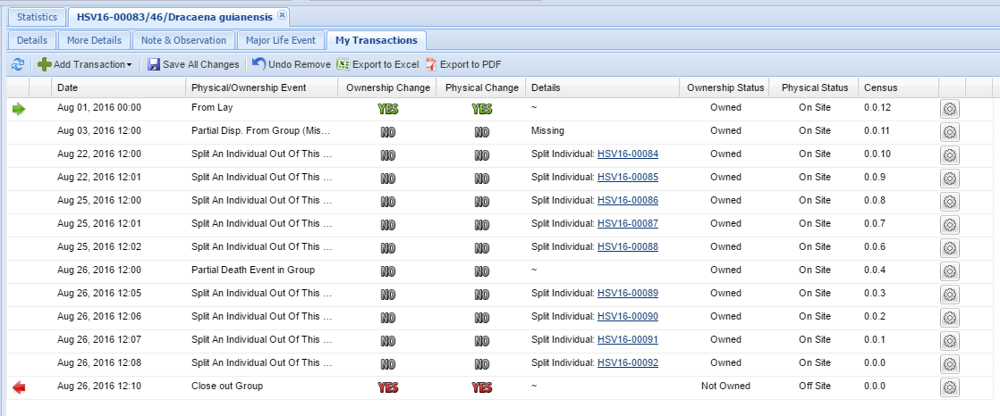 Statistics HSV16-00083/46/Dracaena guianensis
Details More Details Note & Observation Major Life Event My Transactions
Add Transaction Save All Changes Undo Remove Export to Excel Export to PDF
Date Physical/Ownership Event Ownership Change Physical Change Details Ownership Status Physical Status Census
Aug 01, 2016 00:00 From Lay YES YES ~ Owned On Site 0.0.12
Aug 03, 2016 12:00 Partial Disp. From Group (Mis... NO NO Missing Owned On Site 0.0.11
Aug 22, 2016 12:00 Split An Individual Out Of This ... NO NO Split Individual: HSV16-00084 Owned On Site 0.0.10
Aug 22, 2016 12:01 Split An Individual Out Of This ... NO NO Split Individual: HSV16-00085 Owned On Site 0.0.9
Aug 25, 2016 12:00 Split An Individual Out Of This ... NO NO Split Individual: HSV16-00086 Owned On Site 0.0.8
Aug 25, 2016 12:01 Split An Individual Out Of This ... NO NO Split Individual: HSV16-00087 Owned On Site 0.0.7
Aug 25, 2016 12:02 Split An Individual Out Of This ... NO NO Split Individual: HSV16-00088 Owned On Site 0.0.6
Aug 26, 2016 12:00 Partial Death Event in Group NO NO ~ Owned On Site 0.0.4
Aug 26, 2016 12:05 Split An Individual Out Of This ... NO NO Split Individual: HSV16-00089 Owned On Site 0.0.3
Aug 26, 2016 12:06 Split An Individual Out Of This ... NO NO Split Individual: HSV16-00090 Owned On Site 0.0.2
Aug 26, 2016 12:07 Split An Individual Out Of This ... NO NO Split Individual: HSV16-00091 Owned On Site 0.0.1
Aug 26, 2016 12:08 Split An Individual Out Of This ... NO NO Split Individual: HSV16-00092 Owned On Site 0.0.0
Aug 26, 2016 12:10 Close out Group YES YES ~ Not Owned Off Site 0.0.0